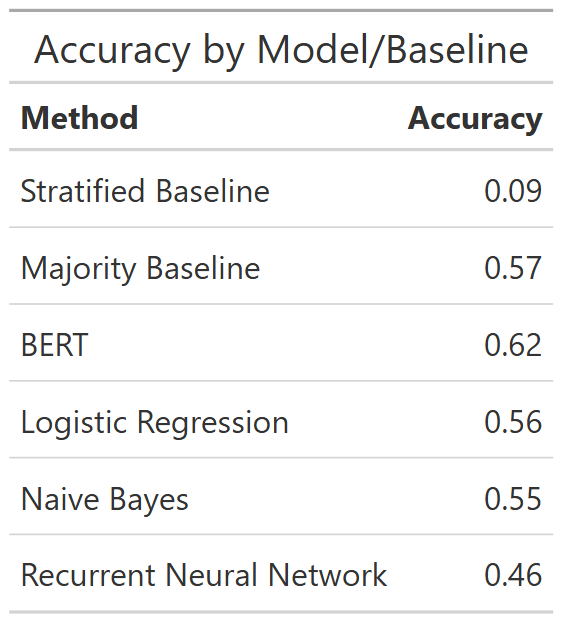 Accuracy by Model/Baseline
Method Accuracy
Stratified Baseline 0.09
Majority Baseline 0.57
BERT 0.62
Logistic Regression 0.56
Naive Bayes 0.55
Recurrent Neural Network 0.46